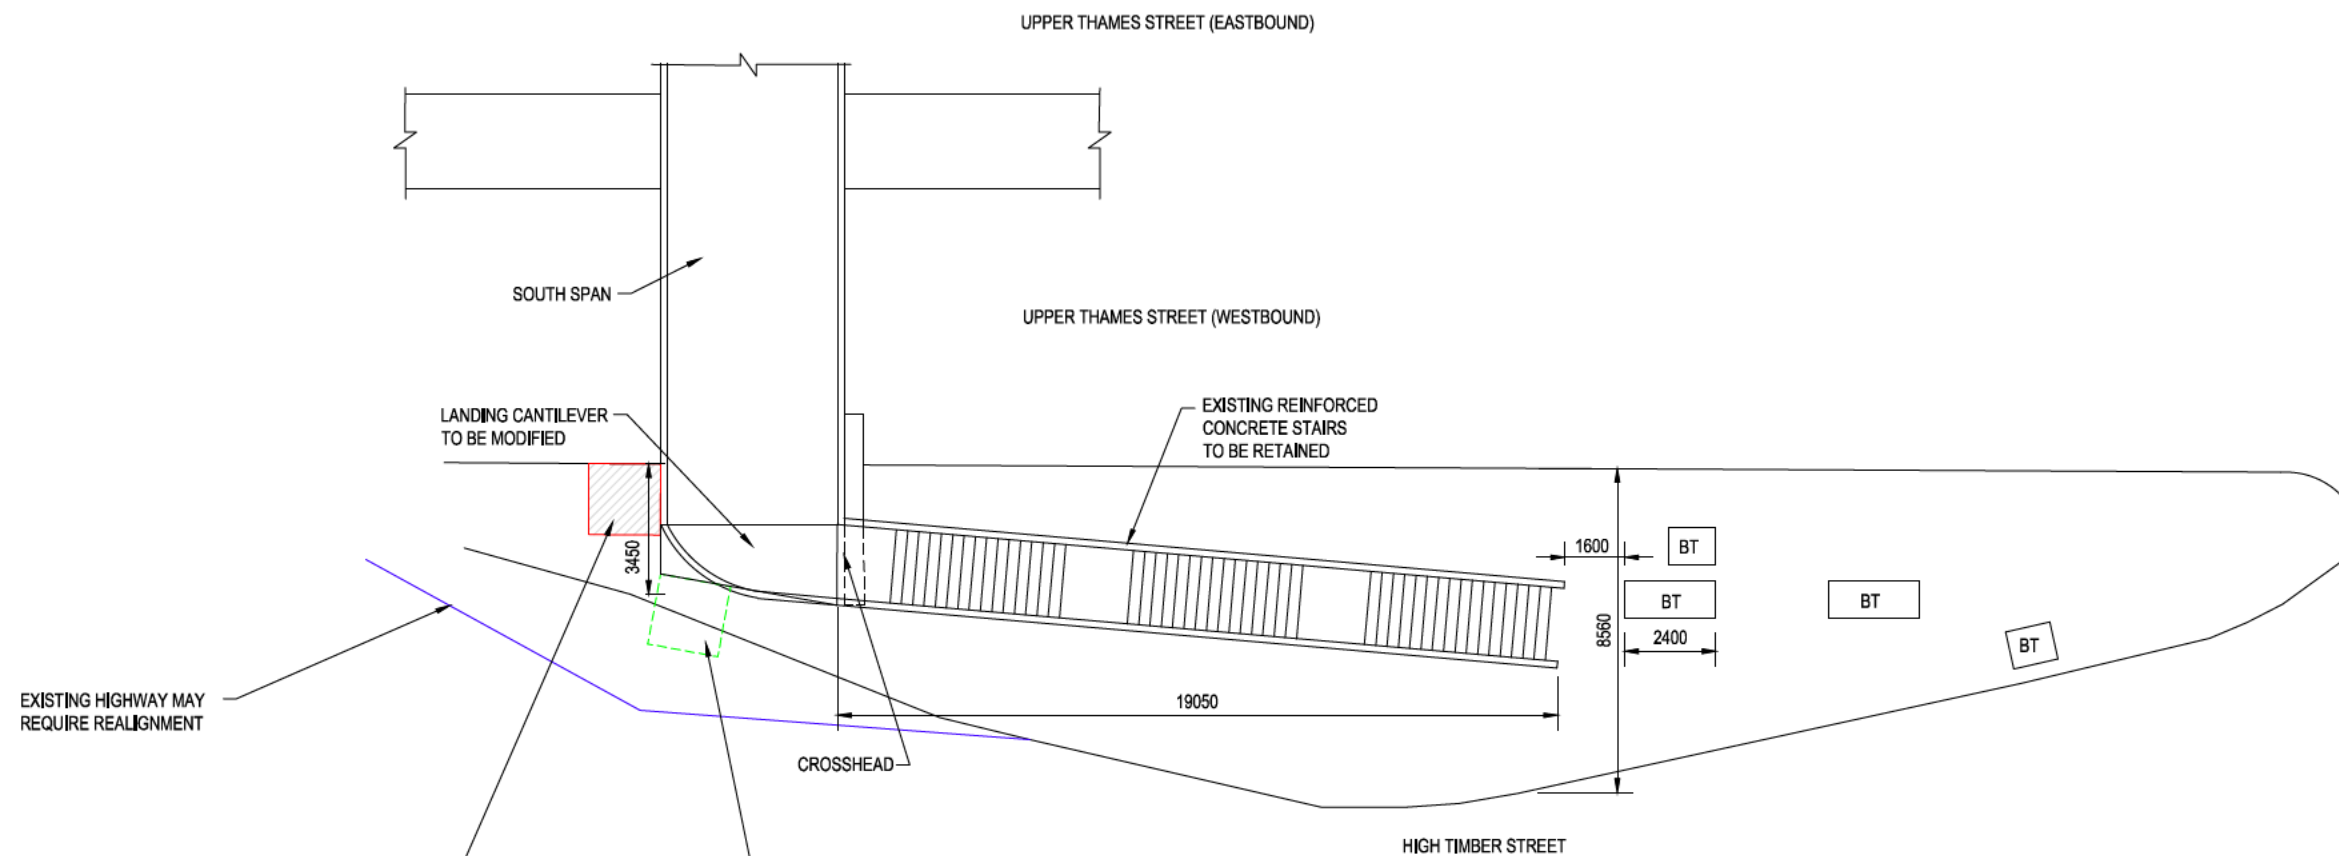 UPPER THAMES STREET (EASTBOUND)
SOUTH SPAN
UPPER THAMES STREET (WESTBOUND)
LANDING CANTILEVER
TO BE MODIFIED
EXISTING REINFORCED
CONCRETE STAIRS
TO BE RETAINED
3450
1600
BT
BT
BT
2400
8560
BT
EXISTING HIGHWAY MAY
REQUIRE REALIGNMENT
19050
CROSSHEAD
HIGH TIMBER STREET